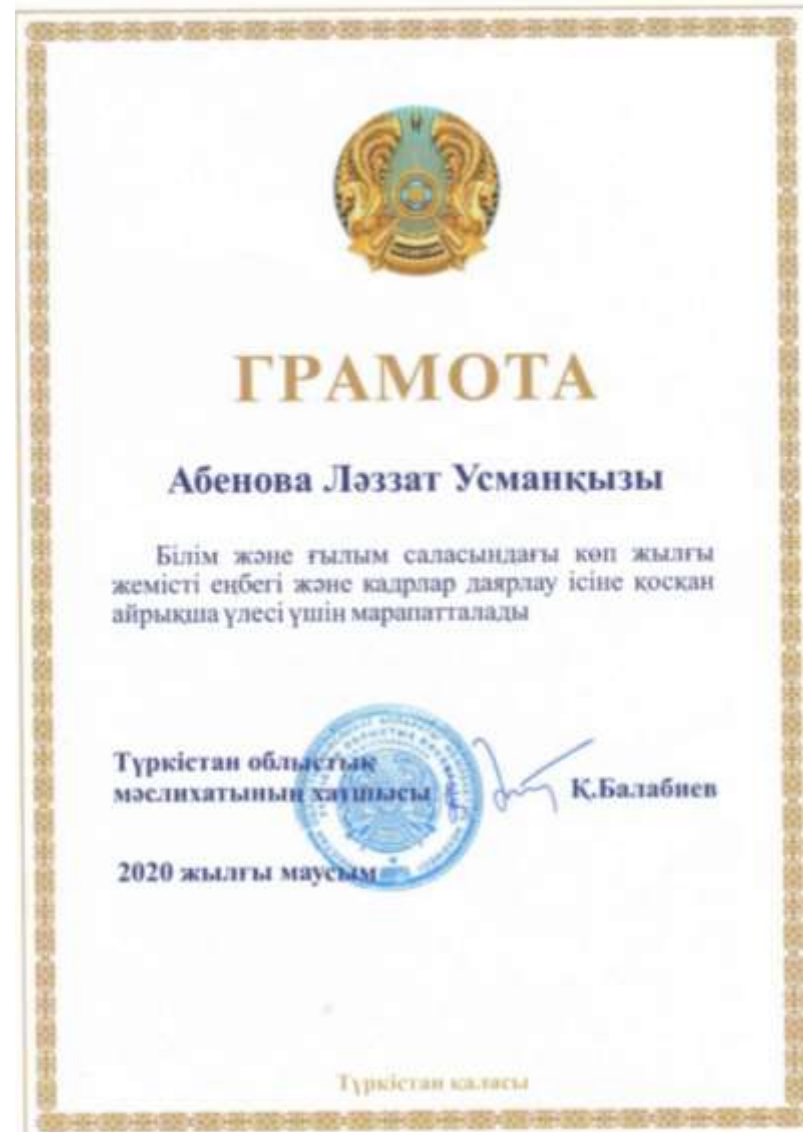 ГРАМОТА
Абенова Ләззат Усманқызы
Білім және ғылым саласындағы көп жылғы
жемісті еңбегі және кадрлар даярлау ісіне қосқан
айрықша үлесі үшін марапатталады
Түркістан облыстық
мәслихатының хатшысы
Қ.Балабиев
2020 жылғы маусым
Түркістан қаласы